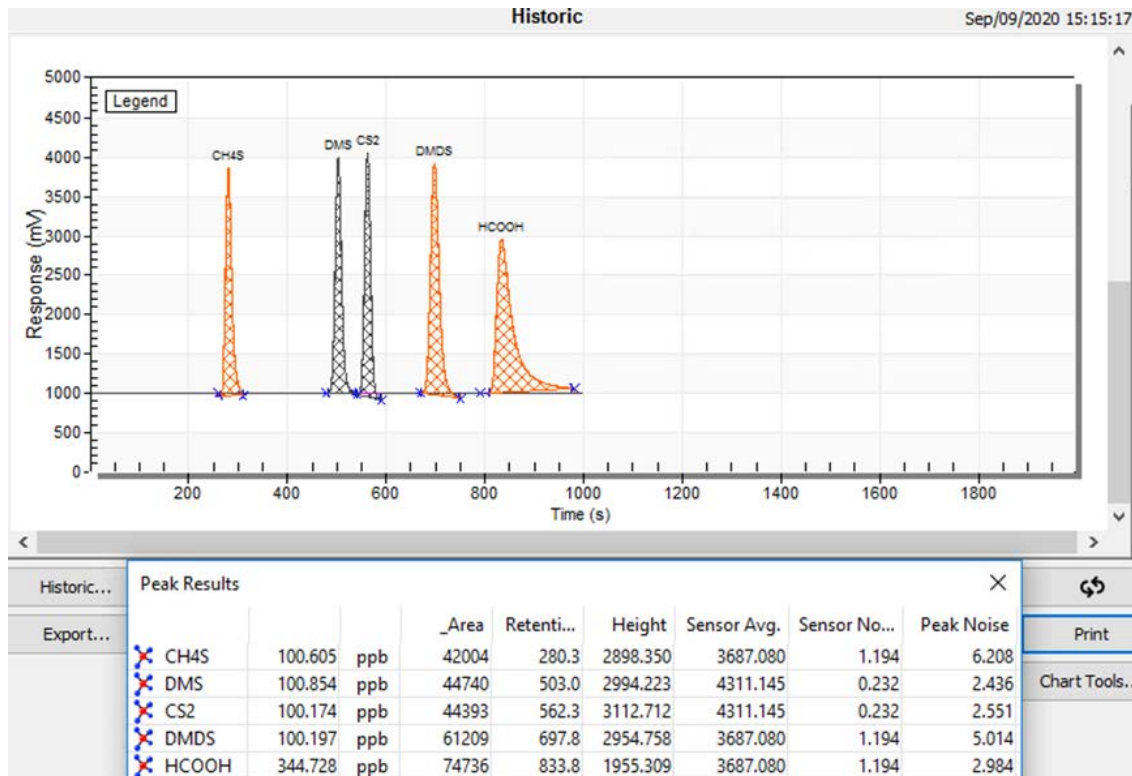 Historic
Sep/09/2020 15:15:17
Legend
CH4S
DMS CS2
DMDS
HCOOH
Response (mV)
5000
4500
4000
3500
3000
2500
2000
1500
1000
500
0
200 400 600 800 1000 1200 1400 1600 1800
Time (s)
Historic...
Export...
Print
Chart Tools..
Peak Results
_Area Retenti... Height Sensor Avg. Sensor No... Peak Noise
CH4S 100.605 ppb 42004 280.3 2898.350 3687.080 1.194 6.208
DMS 100.854 ppb 44740 503.0 2994.223 4311.145 0.232 2.436
CS2 100.174 ppb 44393 562.3 3112.712 4311.145 0.232 2.551
DMDS 100.197 ppb 61209 697.8 2954.758 3687.080 1.194 5.014
HCOOH 344.728 ppb 74736 833.8 1955.309 3687.080 1.194 2.984